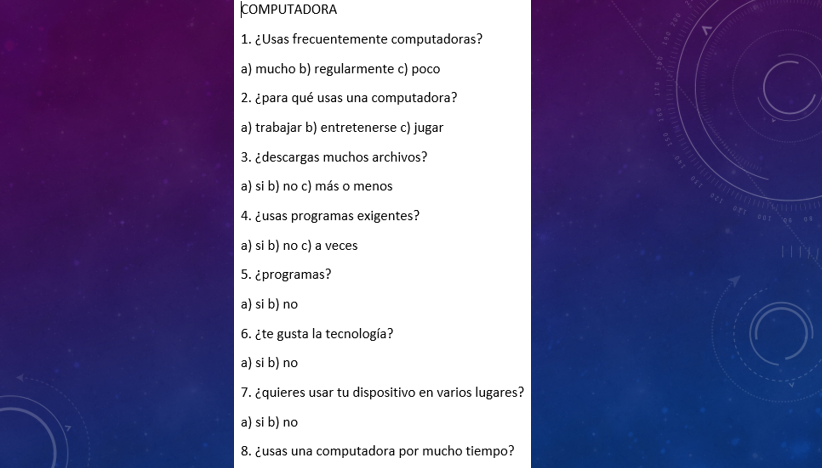 COMPUTADORA
1. ¿Usas frecuentemente computadoras?
a) mucho b) regularmente c) poco
2. ¿para qué usas una computadora?
a) trabajar b) entretenerse c) jugar
3. ¿descargas muchos archivos?
a) si b) no c) más o menos
4. ¿usas programas exigentes?
a) si b) no c) a veces
5. ¿programas?
a) si b) no
6. ¿te gusta la tecnología?
a) si b) no
7. ¿quieres usar tu dispositivo en varios lugares?
a) si b) no
8. ¿usas una computadora por mucho tiempo?